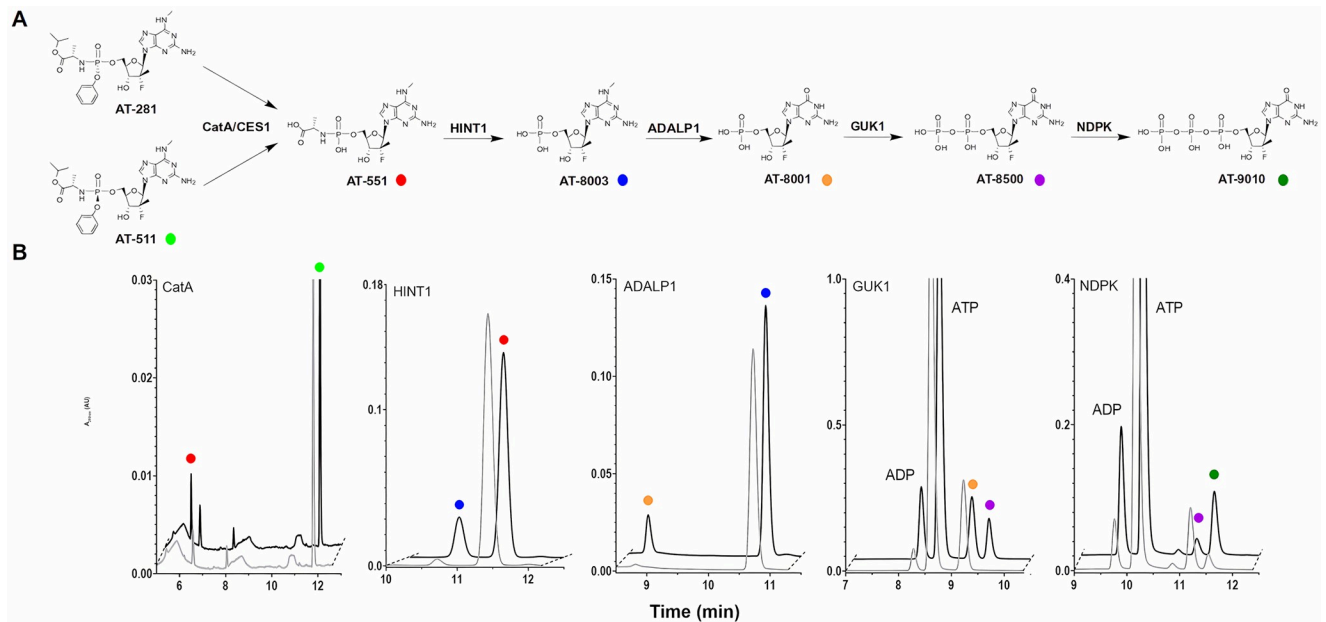 A
AT-281
AT-511
CatA/CES1
AT-551
HINT1
AT-8003
ADALP1
AT-8001
GUK1
AT-8500
NDPK
AT-9010
B
CatA
0.03
0.02
0.01
0.00
6 8 10 12
HINT1
0.18
0.1
0.0
10 11 12
ADALP1
0.15
0.10
0.05
0.00
9 10 11
GUK1
ATP
ADP
1.0
0.5
0.0
7 8 9 10
NDPK
ATP
ADP
0.4
0.2
0.0
9 10 11 12
Time (min)